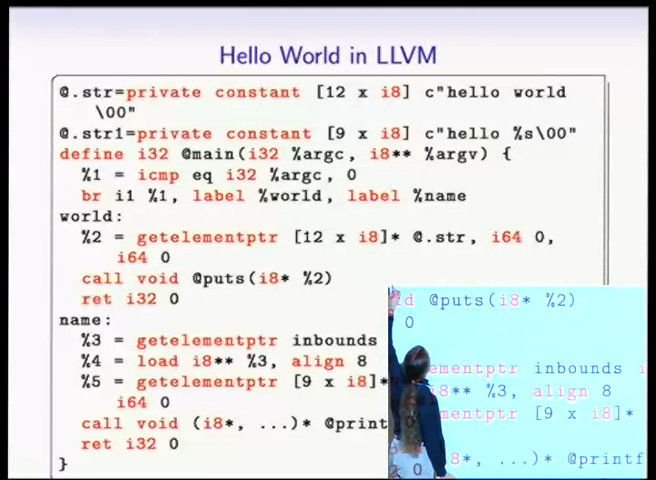 Hello World in LLVM
@.str=private constant [12 x i8] c"hello world
\00"
@.str1=private constant [9 x i8] c"hello %s\00"
define i32 @main(i32 %argc, i8** %argv) {
%1 = icmp eq i32 %argc, 0
br i1 %1, label %world, label %name
world:
%2 = getelementptr [12 x i8]* @.str, i64 0,
i64 0
call void @puts(i8* %2)
ret i32 0
name:
%3 = getelementptr inbounds
%4 = load i8** %3, align 8
%5 = getelementptr [9 x i8]*
i64 0
call void (i8*, ...)* @print
ret i32 0
}
id @puts(i8* %2)
0
ementptr inbounds i
i8** %3, align 8
mentptr [9 x i8]*
0
8*, ...)* @printf
0